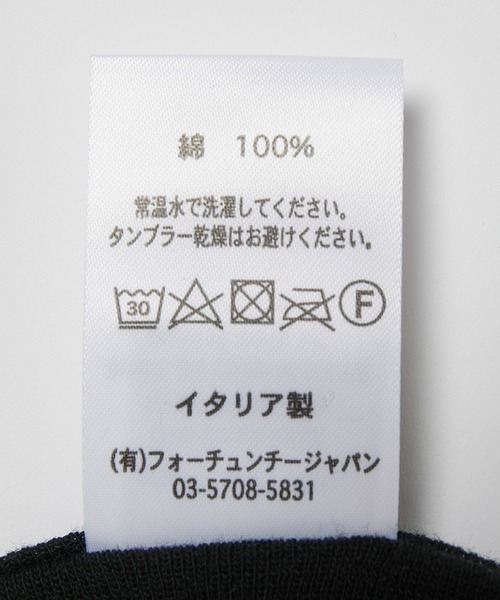 綿 100%
常温水で洗濯してください。
タンブラー乾燥はお避けください。
30 F
イタリア製
(有)フォーチュンチージャパン
03-5708-5831